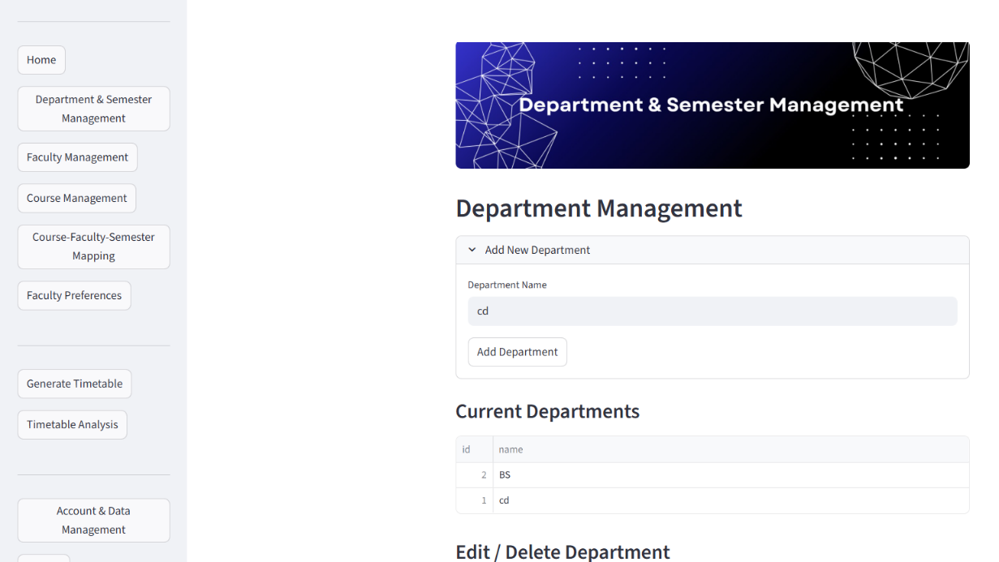 Home
Department & Semester
Management
Faculty Management
Course Management
Course-Faculty-Semester
Mapping
Faculty Preferences
Generate Timetable
Timetable Analysis
Account & Data
Management
Department & Semester Management
Department Management
Add New Department
Department Name
cd
Add Department
Current Departments
id name
2 BS
1 cd
Edit / Delete Department